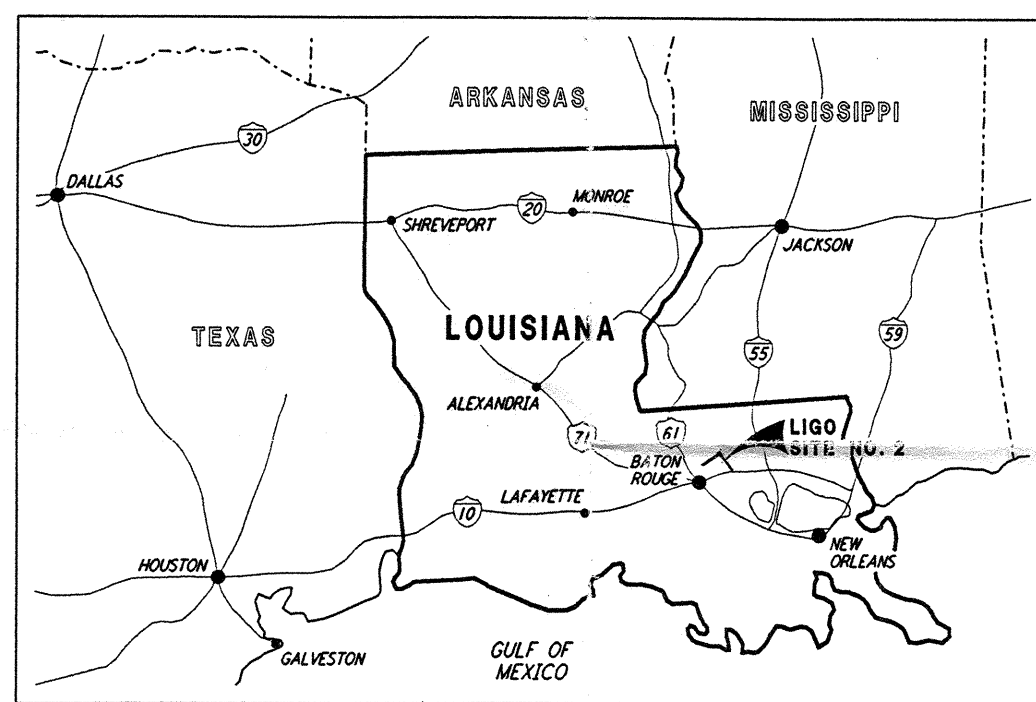 ARKANSAS
MISSISSIPPI
30
DALLAS
MONROE
20
SHREVEPORT
JACKSON
TEXAS
LOUISIANA
59
55
ALEXANDRIA
71
61
LIGO
SITE NO. 2
BATON
ROUGE
LAFAYETTE
10
NEW
ORLEANS
HOUSTON
GALVESTON
GULF OF
MEXICO